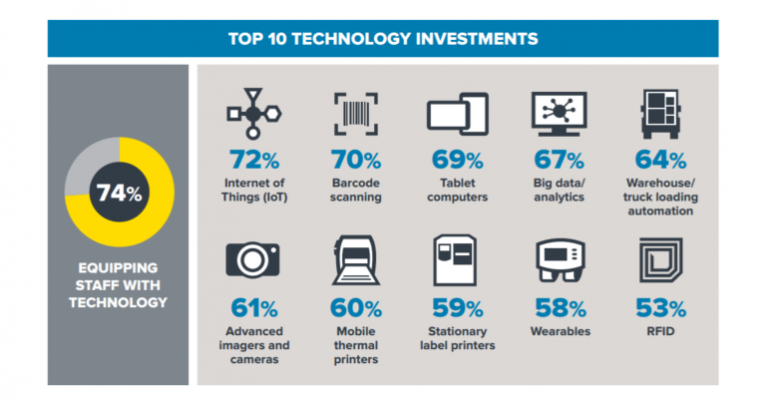 TOP 10 TECHNOLOGY INVESTMENTS
74%
EQUIPPING
STAFF WITH
TECHNOLOGY
72%
Internet of
Things (IoT)
70%
Barcode
scanning
69%
Tablet
computers
67%
Big data/
analytics
64%
Warehouse/
truck loading
automation
61%
Advanced
imagers and
cameras
60%
Mobile
thermal
printers
59%
Stationary
label printers
58%
Wearables
53%
RFID